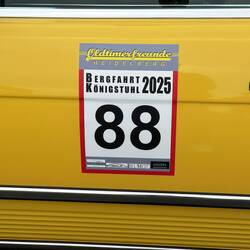 Oldtimerfreunde
HEIDELBERG
BERGFAHRT
KÖNIGSTUHL 2025
88